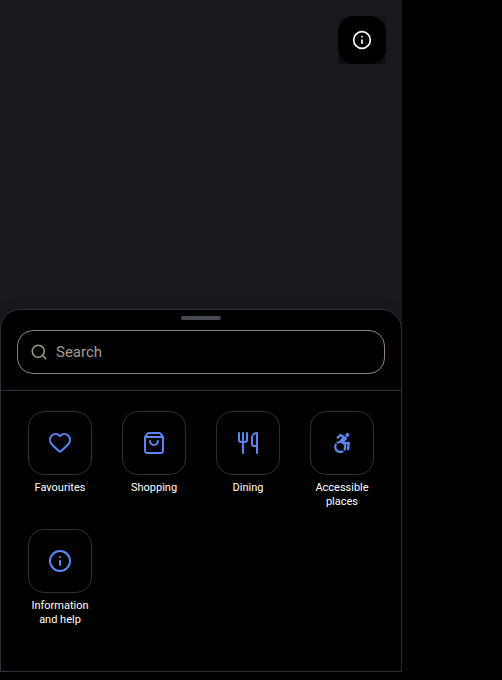 Search
Favourites
Shopping
Dining
Accessible
places
Information
and help